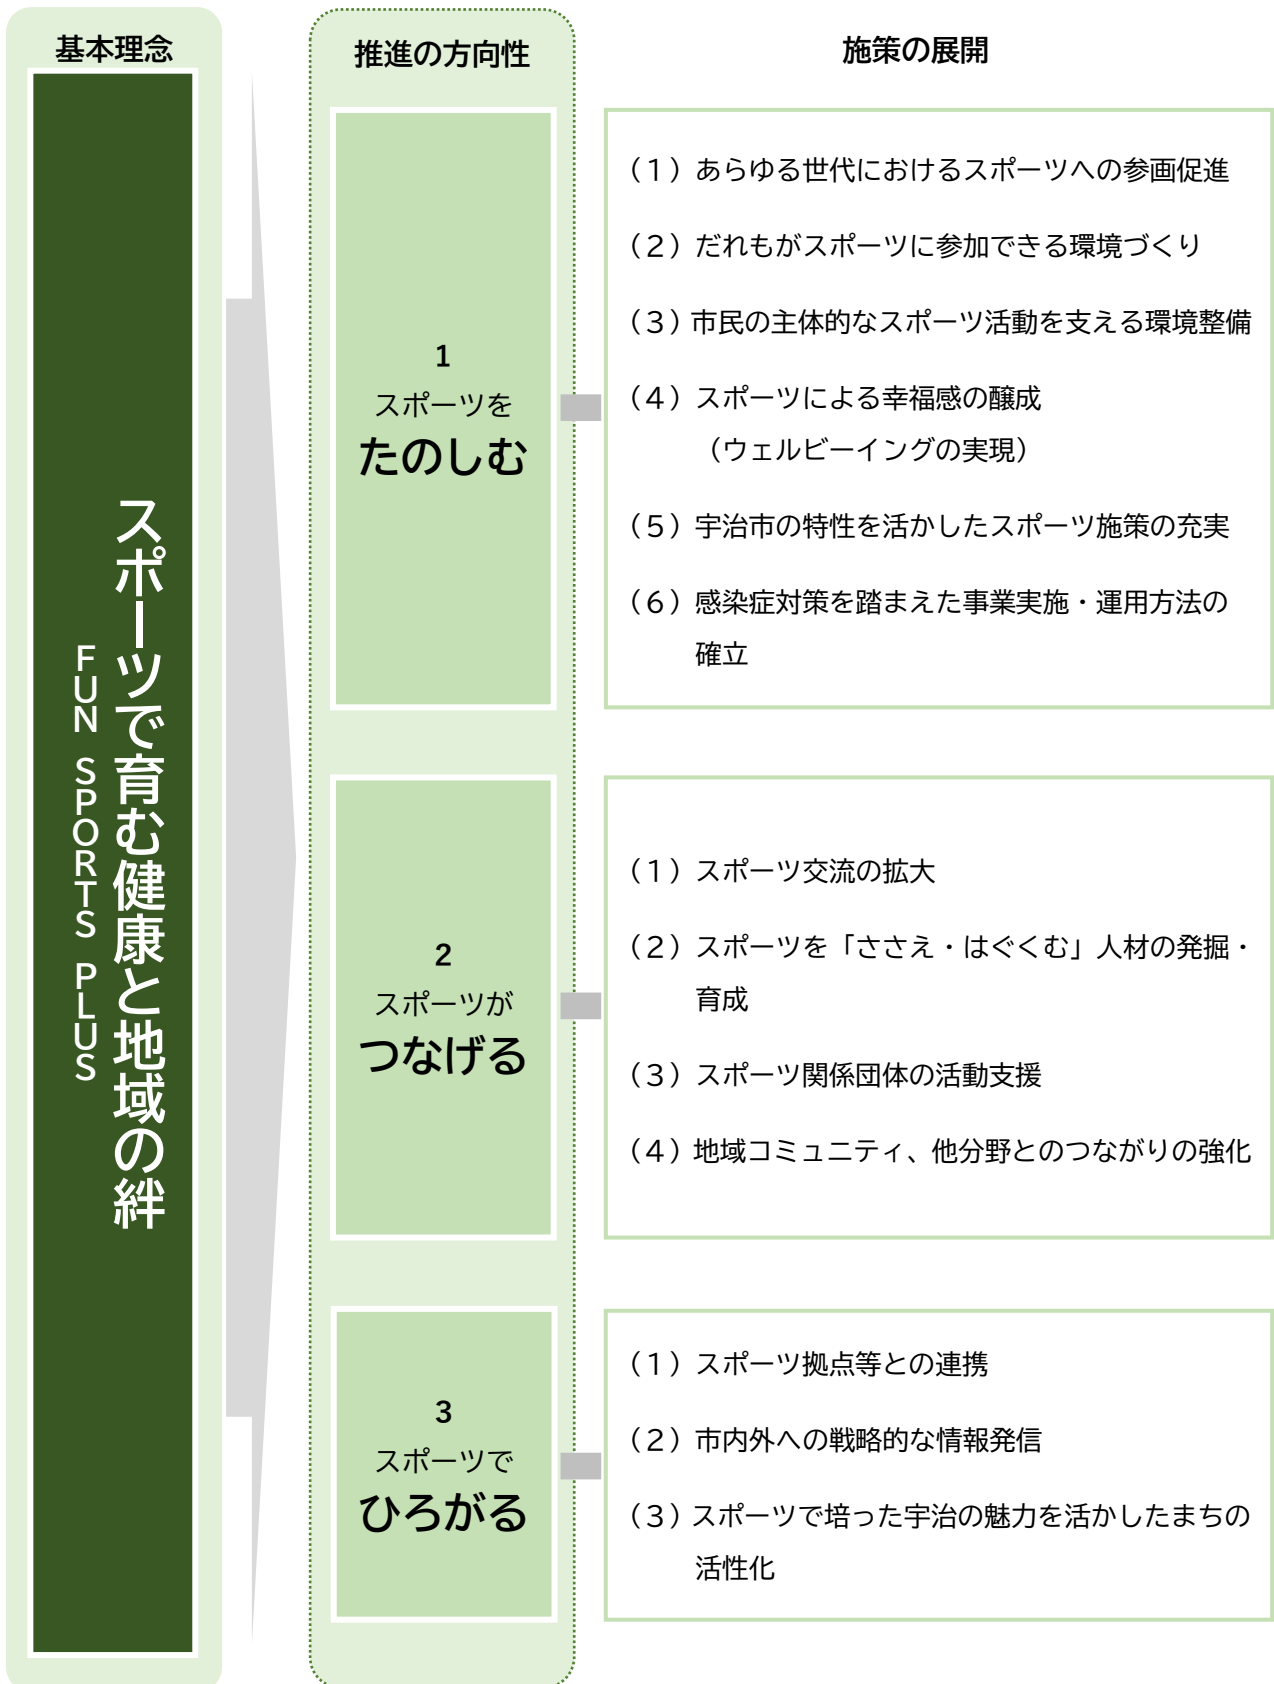 基本理念
スポーツで育む健康と地域の絆
FUN SPORTS PLUS
推進の方向性
施策の展開
1
スポーツを
たのしむ
（１）あらゆる世代におけるスポーツへの参画促進
（２）だれもがスポーツに参加できる環境づくり
（３）市民の主体的なスポーツ活動を支える環境整備
（４）スポーツによる幸福感の醸成
（ウェルビーイングの実現）
（５）宇治市の特性を活かしたスポーツ施策の充実
（６）感染症対策を踏まえた事業実施・運用方法の
確立
2
スポーツが
つなげる
（１）スポーツ交流の拡大
（２）スポーツを「ささえ・はぐくむ」人材の発掘・
育成
（３）スポーツ関係団体の活動支援
（４）地域コミュニティ、他分野とのつながりの強化
3
スポーツで
ひろがる
（１）スポーツ拠点等との連携
（２）市内外への戦略的な情報発信
（３）スポーツで培った宇治の魅力を活かしたまちの
活性化